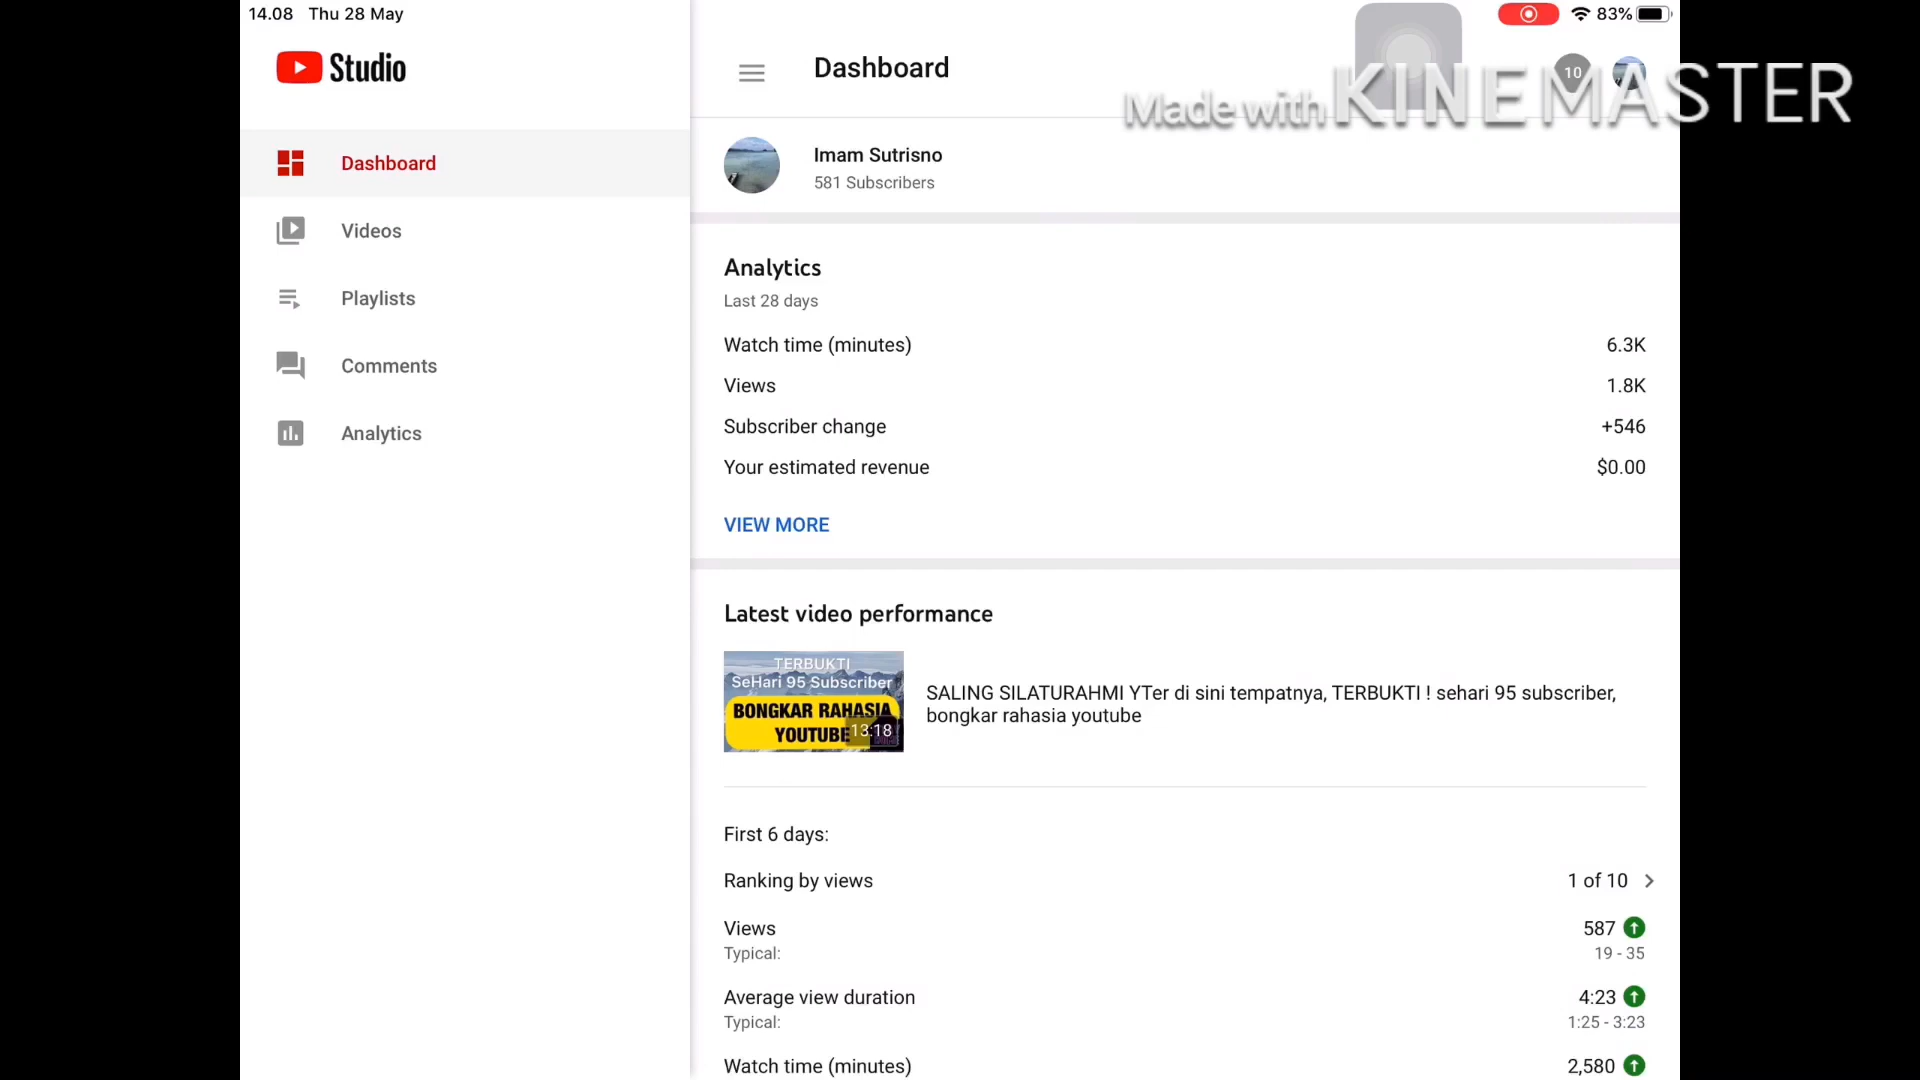 14.08 Thu 28 May
83%
Studio
Dashboard
10
Made with KINEMASTER
Dashboard
Videos
Playlists
Comments
Analytics
Imam Sutrisno
581 Subscribers
Analytics
Last 28 days
Watch time (minutes) 6.3K
Views 1.8K
Subscriber change +546
Your estimated revenue $0.00
VIEW MORE
Latest video performance
TERBUKTI
SeHari 95 Subscriber
BONGKAR RAHASIA
YOUTUBE
13:18
SALING SILATURAHMI YTer di sini tempatnya, TERBUKTI ! sehari 95 subscriber,
bongkar rahasia youtube
First 6 days:
Ranking by views 1 of 10
Views 587
Typical: 19 - 35
Average view duration 4:23
Typical: 1:25 - 3:23
Watch time (minutes) 2,580